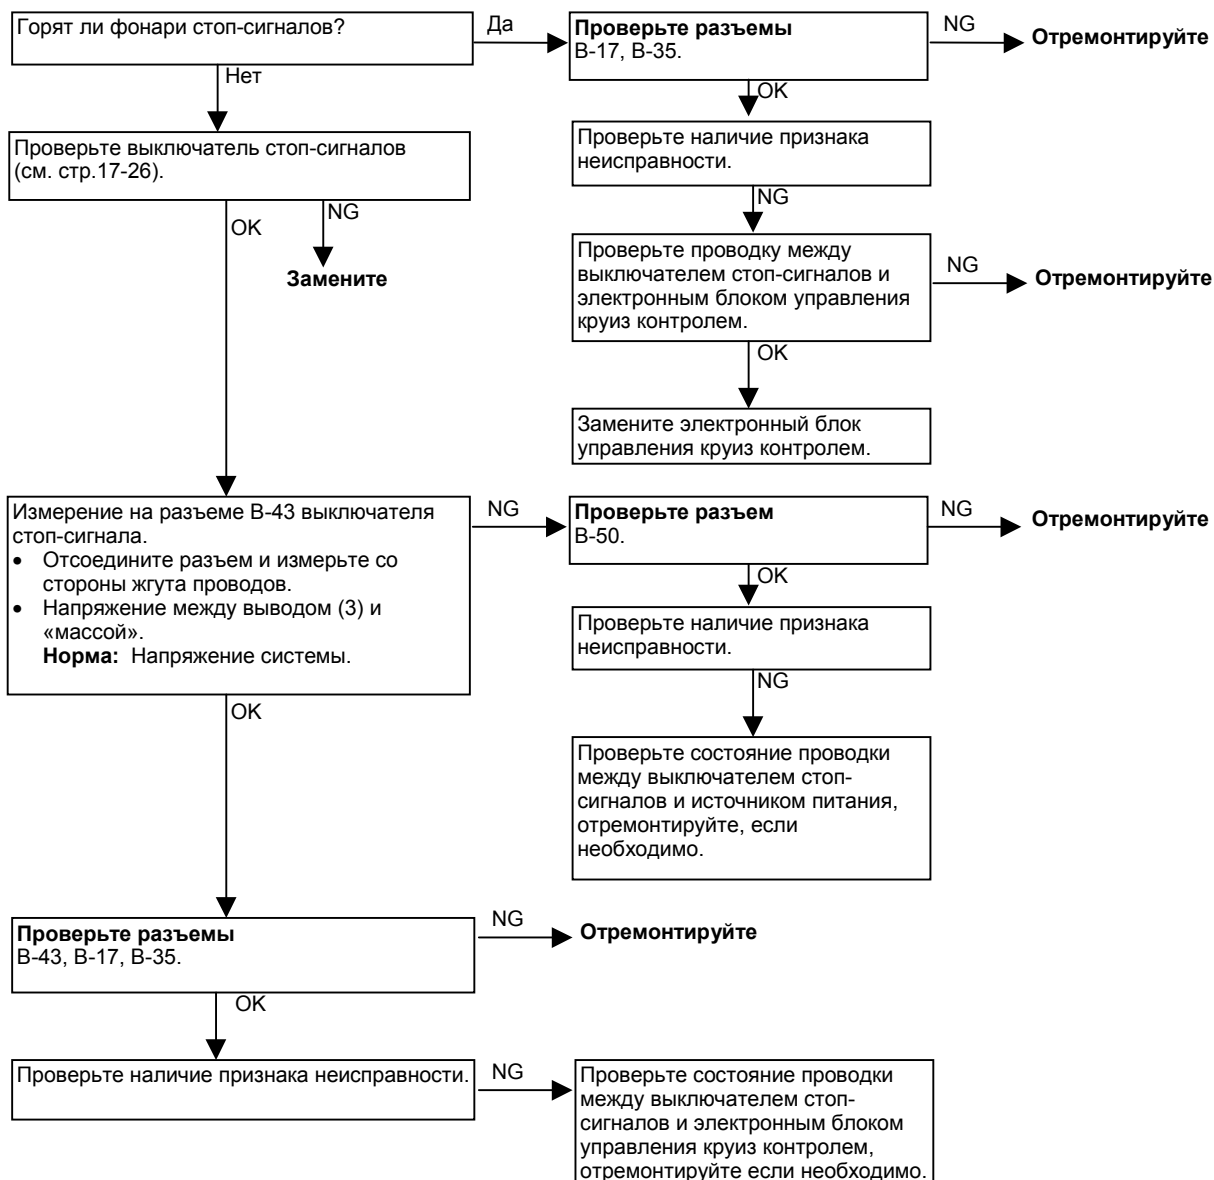 Горят ли фонари стоп-сигналов?
Да
Проверьте разъемы
В-17, В-35.
NG
Отремонтируйте
Нет
OK
Проверьте выключатель стоп-сигналов
(см. стр.17-26).
Проверьте наличие признака
неисправности.
NG
OK
NG
Замените
Проверьте проводку между
выключателем стоп-сигналов и
электронным блоком управления
круиз контролем.
NG
Отремонтируйте
OK
Замените электронный блок
управления круиз контролем.
Измерение на разъеме В-43 выключателя
стоп-сигнала.
• Отсоедините разъем и измерьте со
стороны жгута проводов.
• Напряжение между выводом (3) и
«массой».
Норма: Напряжение системы.
NG
Проверьте разъем
В-50.
NG
Отремонтируйте
OK
Проверьте наличие признака
неисправности.
NG
OK
Проверьте состояние проводки
между выключателем стоп-
сигналов и источником питания,
отремонтируйте, если
необходимо.
Проверьте разъемы
В-43, В-17, В-35.
NG
Отремонтируйте
OK
Проверьте наличие признака неисправности.
NG
Проверьте состояние проводки
между выключателем стоп-
сигналов и электронным блоком
управления круиз контролем,
отремонтируйте если необходимо.